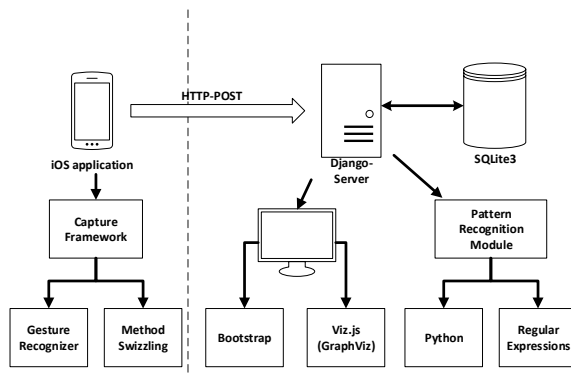 HTTP-POST
iOS application
Django-
Server
SQLite3
Capture
Framework
Pattern
Recognition
Module
Gesture
Recognizer
Method
Swizzling
Bootstrap
Viz.js
(GraphViz)
Python
Regular
Expressions